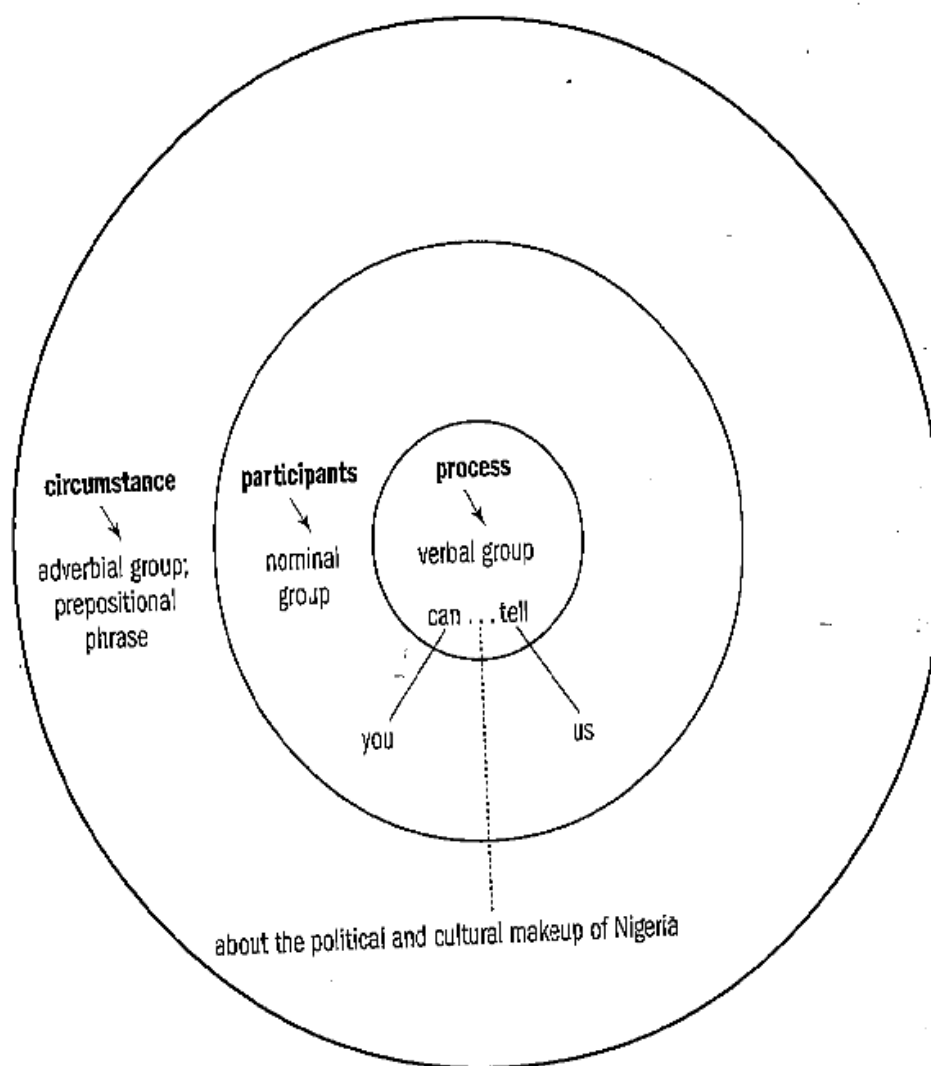 circumstance
adverbial group;
prepositional
phrase
participants
nominal
group
process
verbal group
can . . . tell
you
us
about the political and cultural makeup of Nigeria